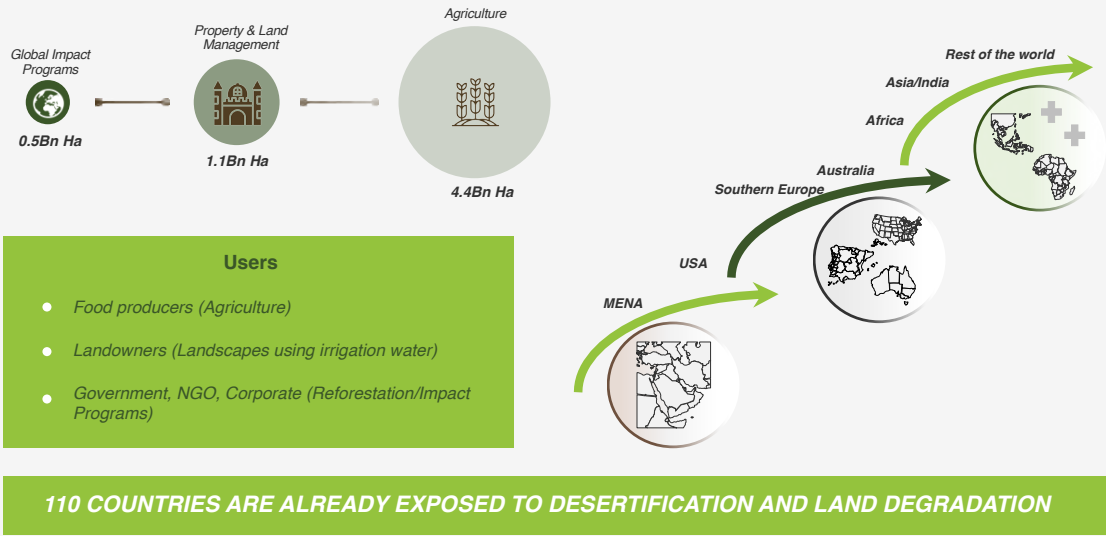 Global Impact
Programs
0.5Bn Ha
Property & Land
Management
1.1Bn Ha
Agriculture
4.4Bn Ha
Users
Food producers (Agriculture)
Landowners (Landscapes using irrigation water)
Government, NGO, Corporate (Reforestation/Impact
Programs)
MENA
USA
Southern Europe
Australia
Africa
Asia/India
Rest of the world
110 COUNTRIES ARE ALREADY EXPOSED TO DESERTIFICATION AND LAND DEGRADATION